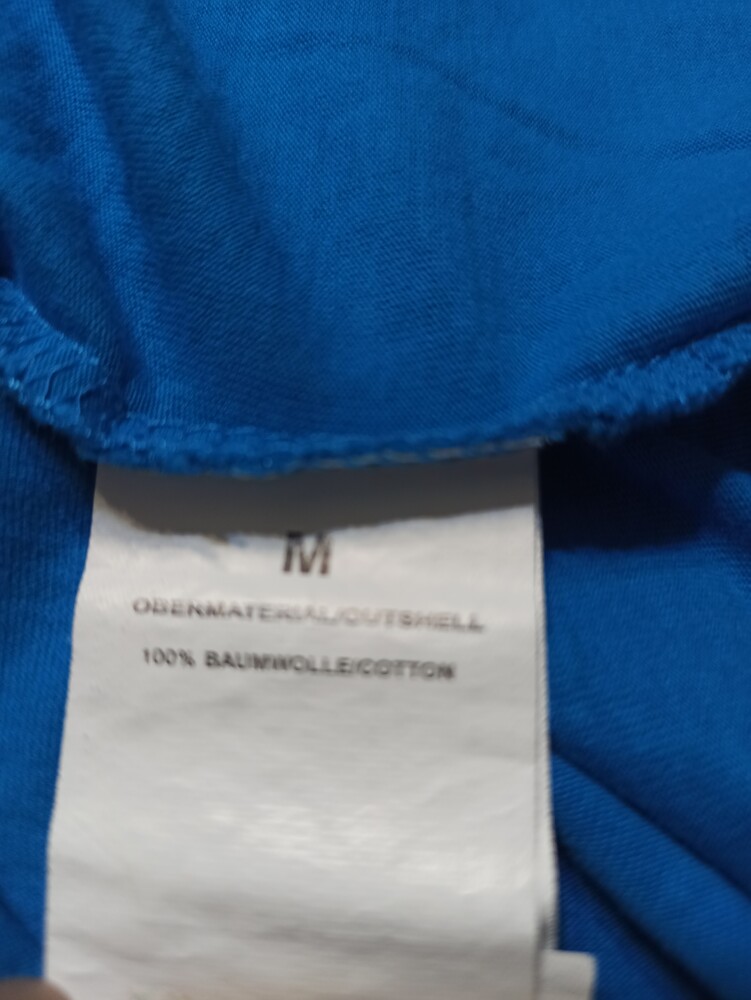 M
OBERMATERIAL/OUTSHELL
100% BAUMWOLLE/COTTON